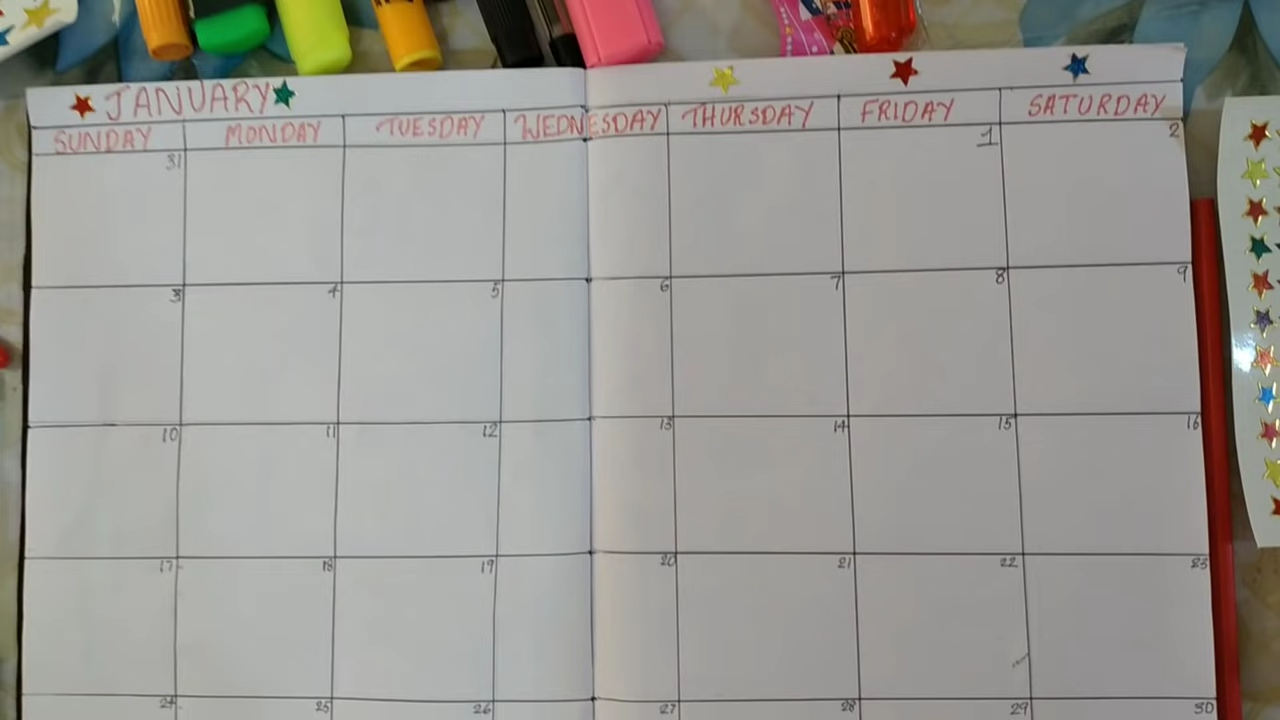 JANUARY
SUNDAY MONDAY TUESDAY WEDNESDAY THURSDAY FRIDAY SATURDAY
31 1 2
3 4 5 6 7 8 9
10 11 12 13 14 15 16
17 18 19 20 21 22 23
24 25 26 27 28 29 30